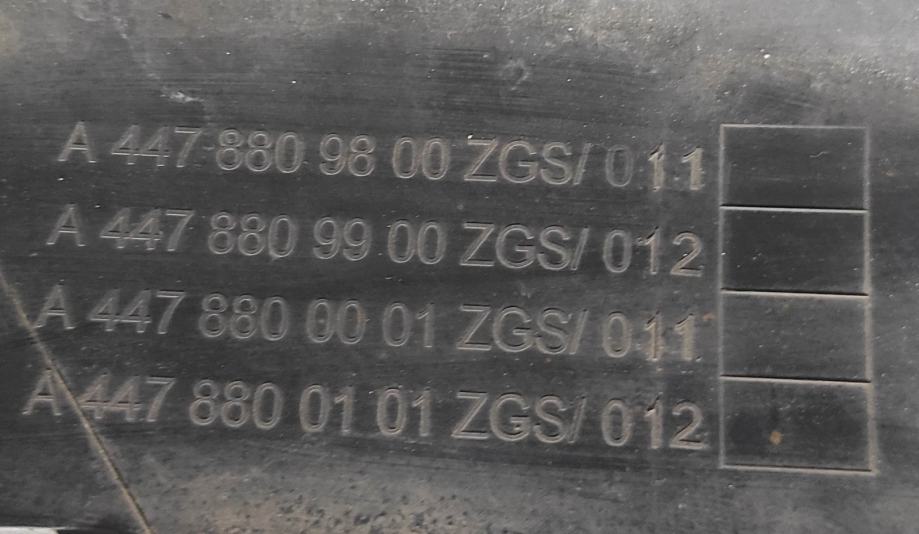 A 447 880 98 00 ZGS/ 011
A 447 880 99 00 ZGS/ 012
A 447 880 00 01 ZGS/ 011
A 447 880 01 01 ZGS/ 012